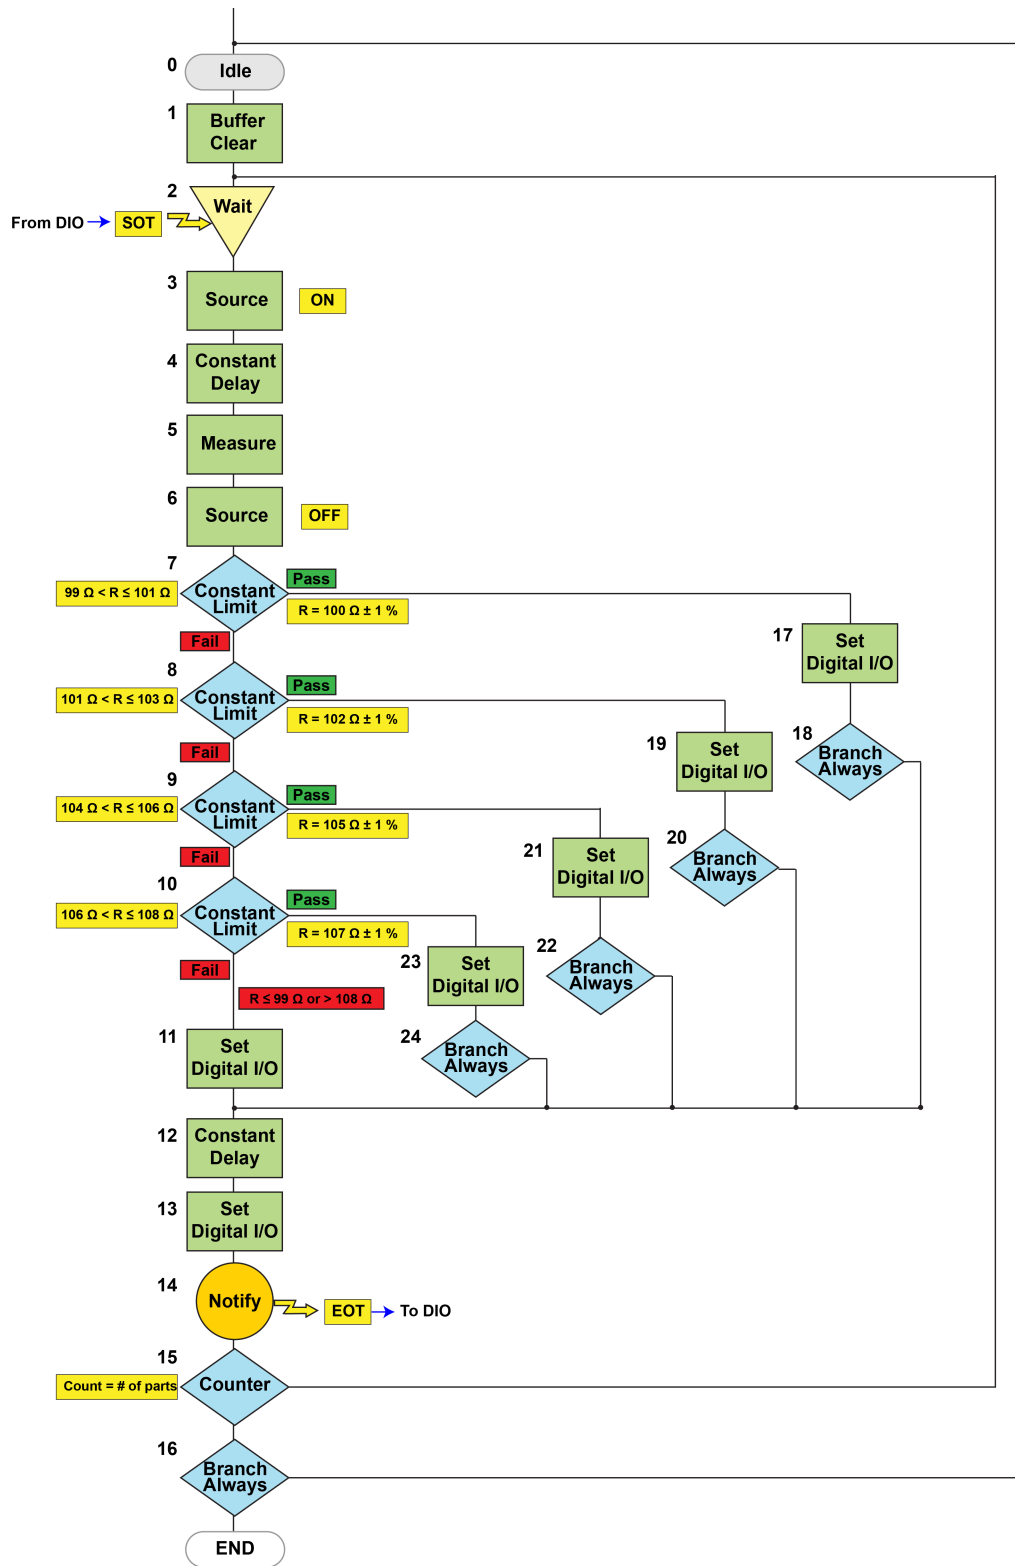 0
Idle
1
Buffer
Clear
2
Wait
From DIO
SOT
3
Source
ON
4
Constant
Delay
5
Measure
6
Source
OFF
7
Constant
Limit
99 Ω < R ≤ 101 Ω
Pass
R = 100 Ω ± 1 %
Fail
17
Set
Digital I/O
18
Branch
Always
8
Constant
Limit
101 Ω < R ≤ 103 Ω
Pass
R = 102 Ω ± 1 %
Fail
19
Set
Digital I/O
20
Branch
Always
9
Constant
Limit
104 Ω < R ≤ 106 Ω
Pass
R = 105 Ω ± 1 %
Fail
21
Set
Digital I/O
22
Branch
Always
10
Constant
Limit
106 Ω < R ≤ 108 Ω
Pass
R = 107 Ω ± 1 %
Fail
23
Set
Digital I/O
24
Branch
Always
R ≤ 99 Ω or > 108 Ω
11
Set
Digital I/O
12
Constant
Delay
13
Set
Digital I/O
14
Notify
EOT
To DIO
15
Counter
Count = # of parts
16
Branch
Always
END